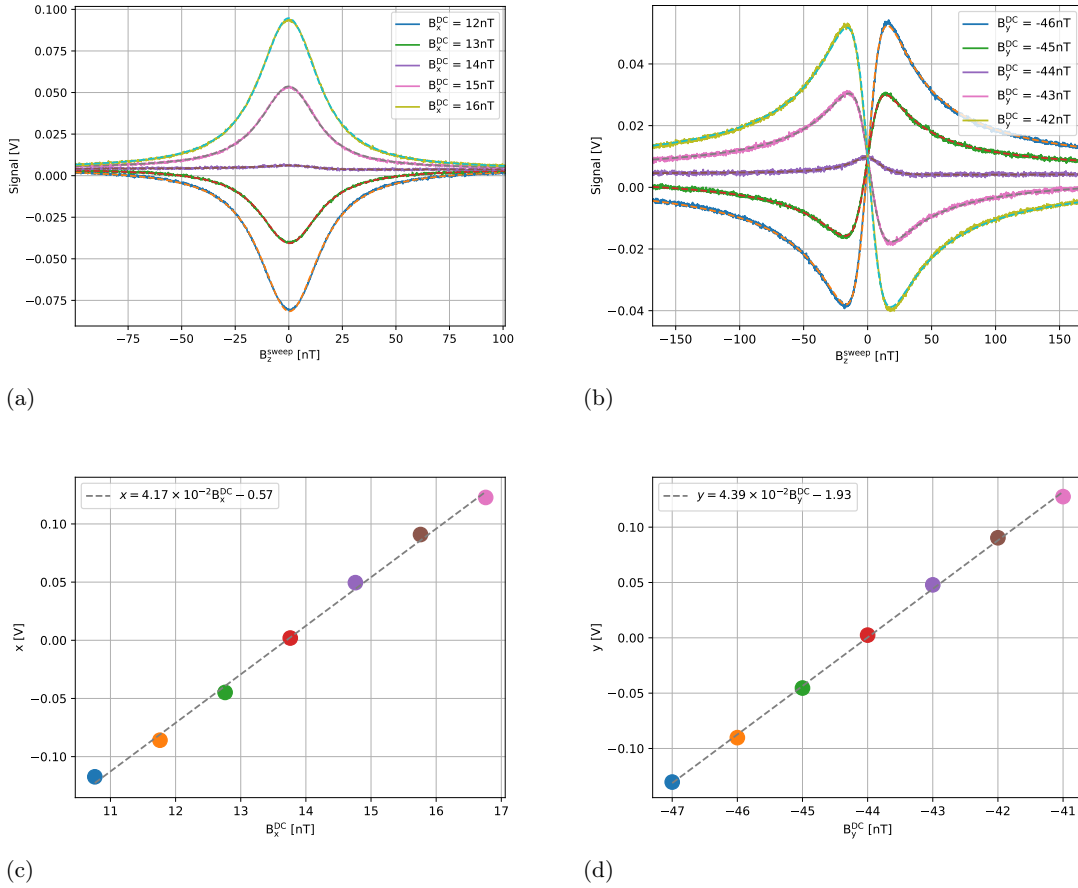 0.100
0.075
0.050
0.025
0.000
−0.025
−0.050
−0.075
Signal [V]
−75 −50 −25 0 25 50 75 100
B_z^sweep [nT]
B_x^DC = 12nT
B_x^DC = 13nT
B_x^DC = 14nT
B_x^DC = 15nT
B_x^DC = 16nT
(a)
0.04
0.02
0.00
−0.02
−0.04
Signal [V]
−150 −100 −50 0 50 100 150
B_z^sweep [nT]
B_y^DC = -46nT
B_y^DC = -45nT
B_y^DC = -44nT
B_y^DC = -43nT
B_y^DC = -42nT
(b)
x = 4.17 × 10^−2 B_x^DC − 0.57
0.10
0.05
0.00
−0.05
−0.10
x [V]
11 12 13 14 15 16 17
B_x^DC [nT]
(c)
y = 4.39 × 10^−2 B_y^DC − 1.93
0.10
0.05
0.00
−0.05
−0.10
y [V]
−47 −46 −45 −44 −43 −42 −41
B_y^DC [nT]
(d)